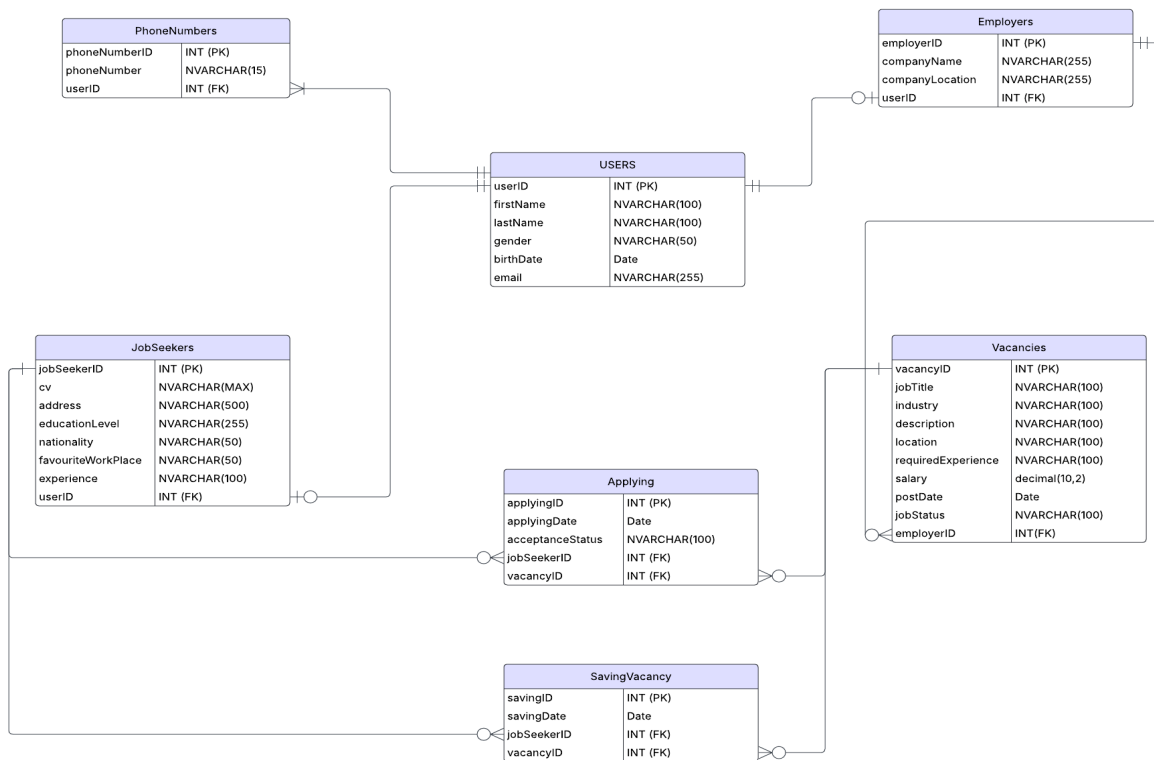 PhoneNumbers
phoneNumberID INT (PK)
phoneNumber NVARCHAR(15)
userID INT (FK)
Employers
employerID INT (PK)
companyName NVARCHAR(255)
companyLocation NVARCHAR(255)
userID INT (FK)
USERS
userID INT (PK)
firstName NVARCHAR(100)
lastName NVARCHAR(100)
gender NVARCHAR(50)
birthDate Date
email NVARCHAR(255)
JobSeekers
jobSeekerID INT (PK)
cv NVARCHAR(MAX)
address NVARCHAR(500)
educationLevel NVARCHAR(255)
nationality NVARCHAR(50)
favouriteWorkPlace NVARCHAR(50)
experience NVARCHAR(100)
userID INT (FK)
Vacancies
vacancyID INT (PK)
jobTitle NVARCHAR(100)
industry NVARCHAR(100)
description NVARCHAR(100)
location NVARCHAR(100)
requiredExperience NVARCHAR(100)
salary decimal(10,2)
postDate Date
jobStatus NVARCHAR(100)
employerID INT(FK)
Applying
applyingID INT (PK)
applyingDate Date
acceptanceStatus NVARCHAR(100)
jobSeekerID INT (FK)
vacancyID INT (FK)
SavingVacancy
savingID INT (PK)
savingDate Date
jobSeekerID INT (FK)
vacancyID INT (FK)